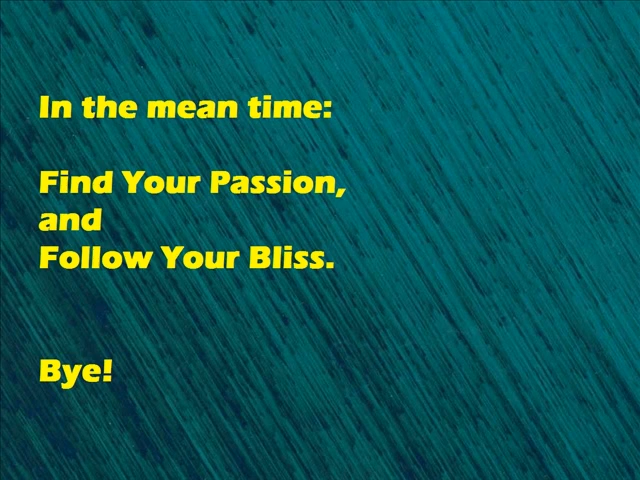 In the mean time:
Find Your Passion,
and
Follow Your Bliss.
Bye!